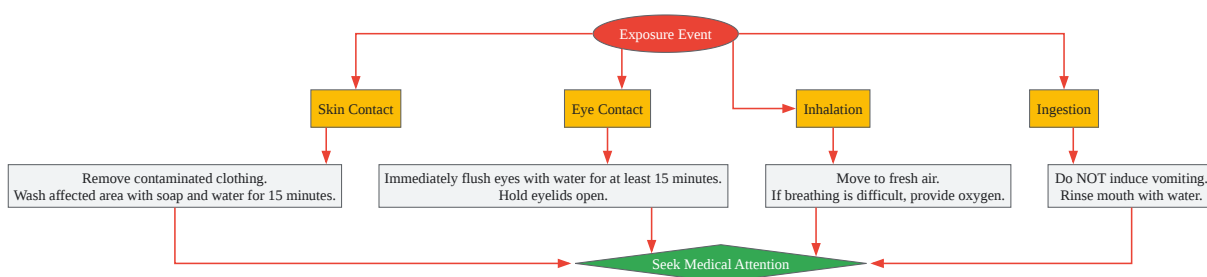 Exposure Event
Skin Contact
Eye Contact
Inhalation
Ingestion
Remove contaminated clothing.
Wash affected area with soap and water for 15 minutes.
Immediately flush eyes with water for at least 15 minutes.
Hold eyelids open.
Move to fresh air.
If breathing is difficult, provide oxygen.
Do NOT induce vomiting.
Rinse mouth with water.
Seek Medical Attention